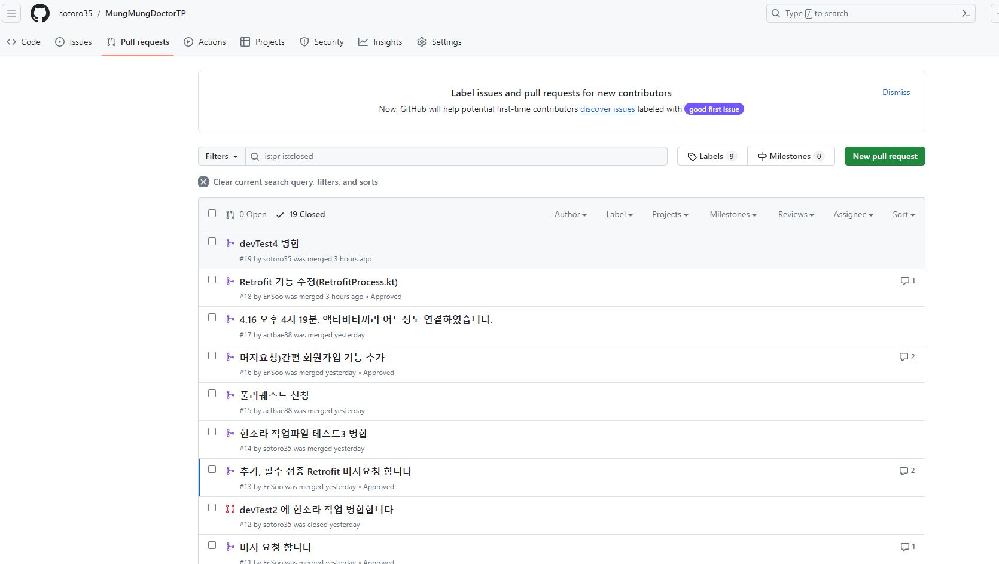 sotoro35 / MungMungDoctorTP
Type / to search
Code Issues Pull requests Actions Projects Security Insights Settings
Label issues and pull requests for new contributors
Dismiss
Now, GitHub will help potential first-time contributors discover issues labeled with good first issue
Filters is:pr is:closed Labels 9 Milestones 0 New pull request
Clear current search query, filters, and sorts
0 Open 19 Closed Author Label Projects Milestones Reviews Assignee Sort
devTest4 병합
#19 by sotoro35 was merged 3 hours ago
Retrofit 기능 수정(RetrofitProcess.kt) 1
#18 by EnSoo was merged 3 hours ago • Approved
4.16 오후 4시 19분. 액티비티끼리 어느정도 연결하였습니다.
#17 by actbae88 was merged yesterday
머지요청)간편 회원가입 기능 추가 2
#16 by EnSoo was merged yesterday • Approved
풀리퀘스트 신청
#15 by actbae88 was merged yesterday
현소라 작업파일 테스트3 병합
#14 by sotoro35 was merged yesterday
추가, 필수 접종 Retrofit 머지요청 합니다 2
#13 by EnSoo was merged yesterday • Approved
devTest2 에 현소라 작업 병합합니다
#12 by sotoro35 was closed yesterday
머지 요청 합니다 1
#11 by EnSoo was merged yesterday • Approved